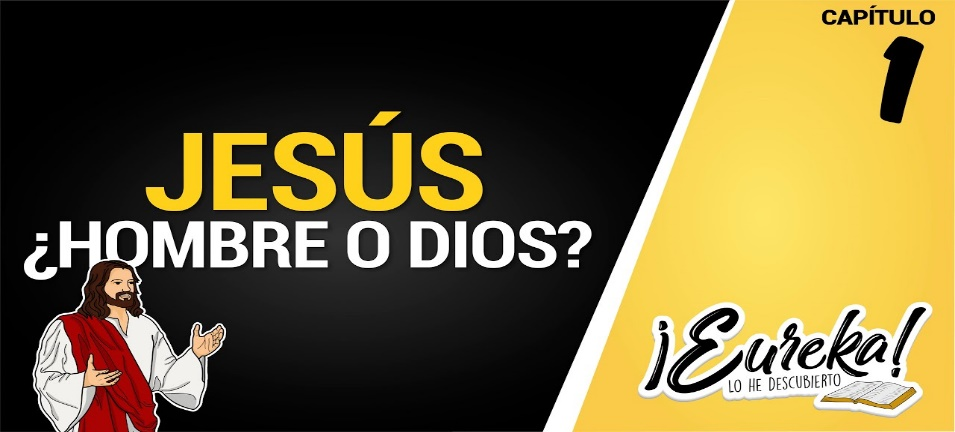 CAPÍTULO
1
JESÚS
¿HOMBRE O DIOS?
¡Eureka!
LO HE DESCUBIERTO